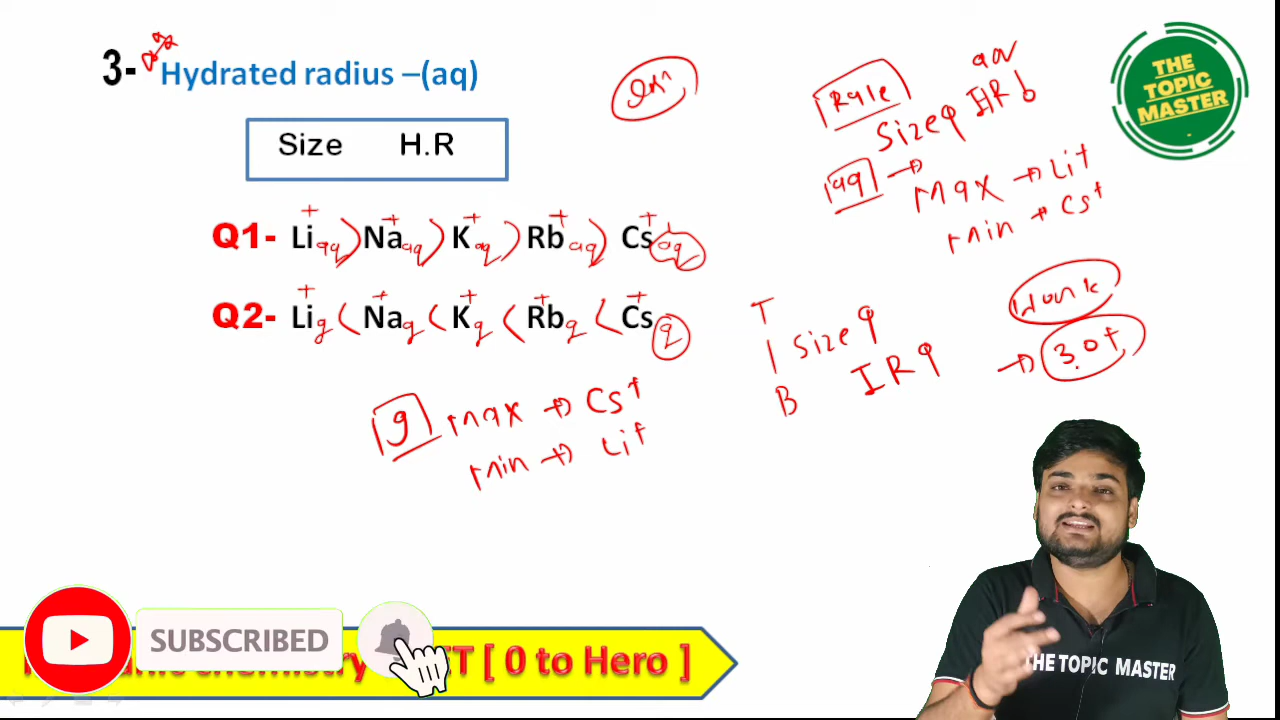 3- Hydrated radius –(aq)
Size H.R
Q1- Li+aq > Na+aq > K+aq > Rb+aq > Cs+aq
Q2- Li+g < Na+g < K+g < Rb+g < Cs+g
g Max → Cs+
Min → Li+
Rule
Size↑ HR↓
aq → Max → Li+
Min → Cs+
T
B
Size↑
IR↑
→ 3.0+
THE
TOPIC
MASTER
THE TOPIC MASTER
SUBSCRIBED
[ 0 to Hero ]